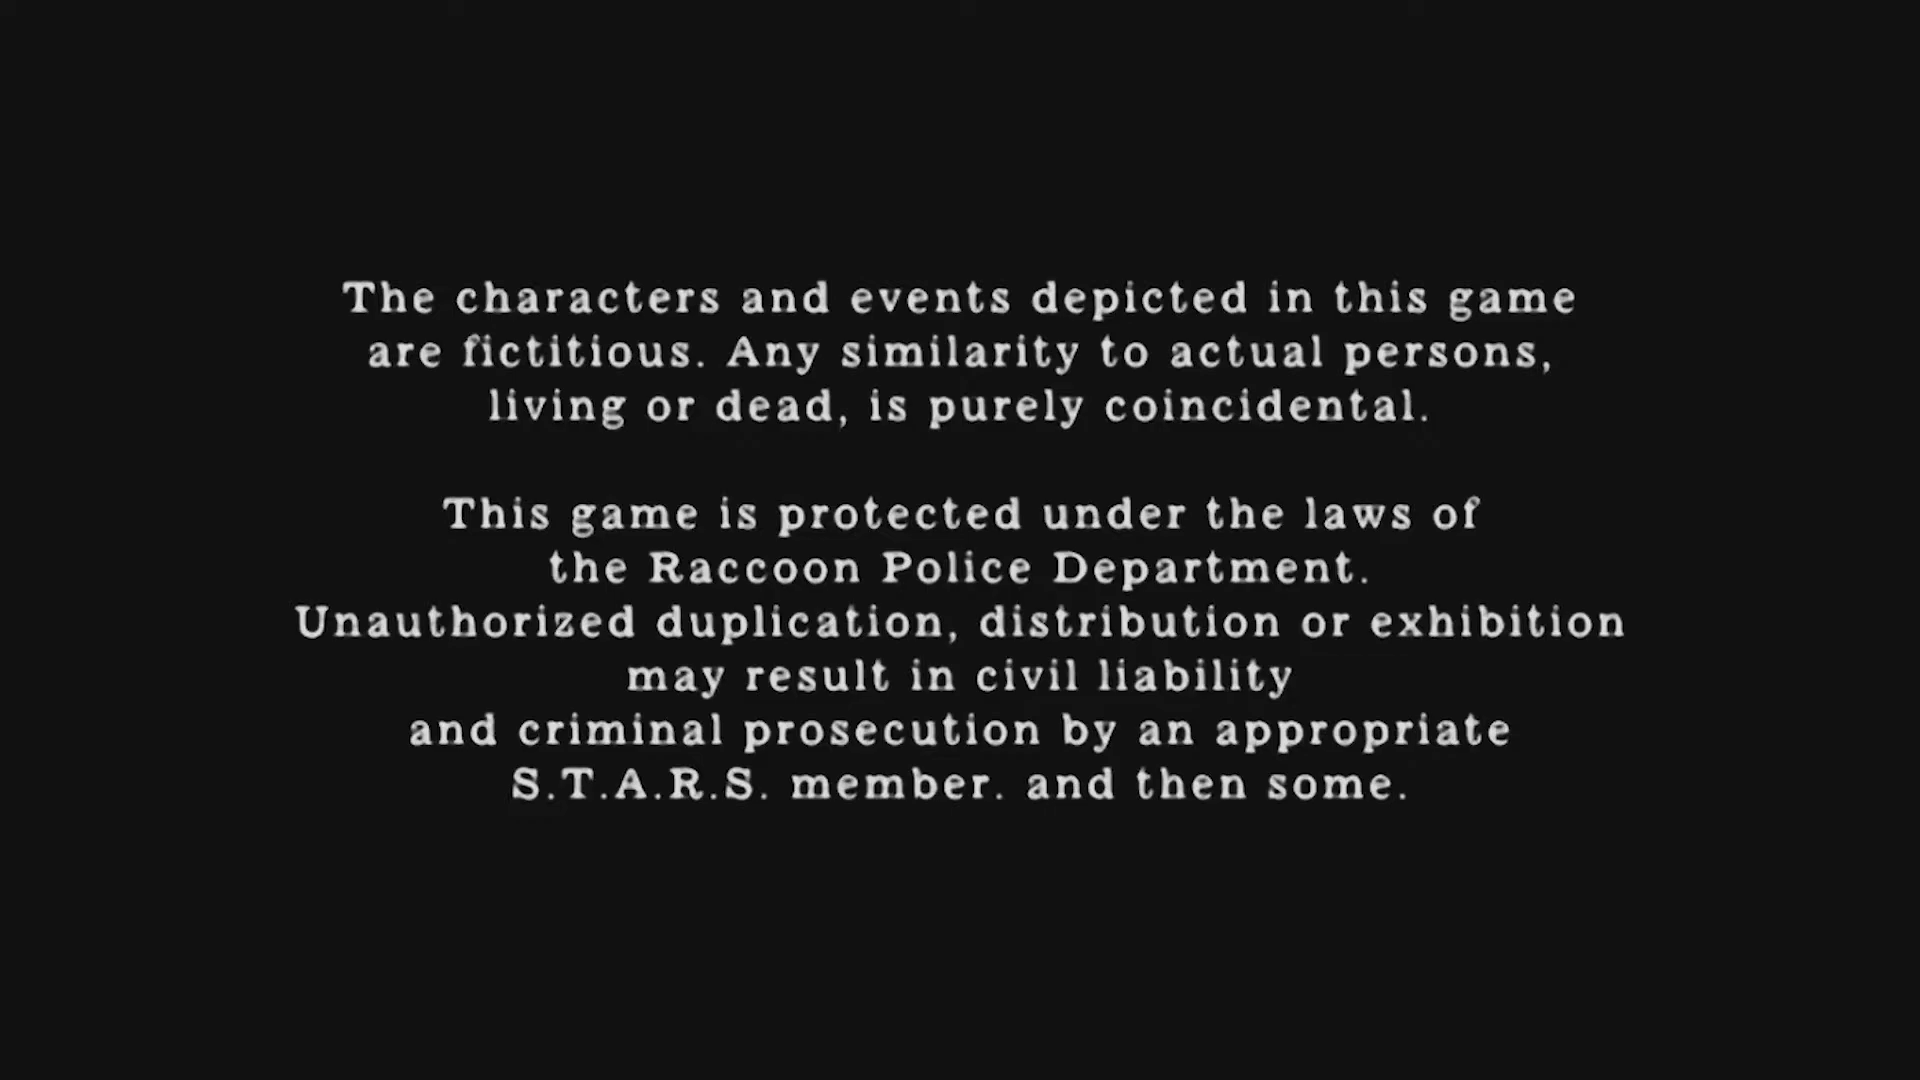 The characters and events depicted in this game
are fictitious. Any similarity to actual persons,
living or dead, is purely coincidental.
This game is protected under the laws of
the Raccoon Police Department.
Unauthorized duplication, distribution or exhibition
may result in civil liability
and criminal prosecution by an appropriate
S.T.A.R.S. member. and then some.